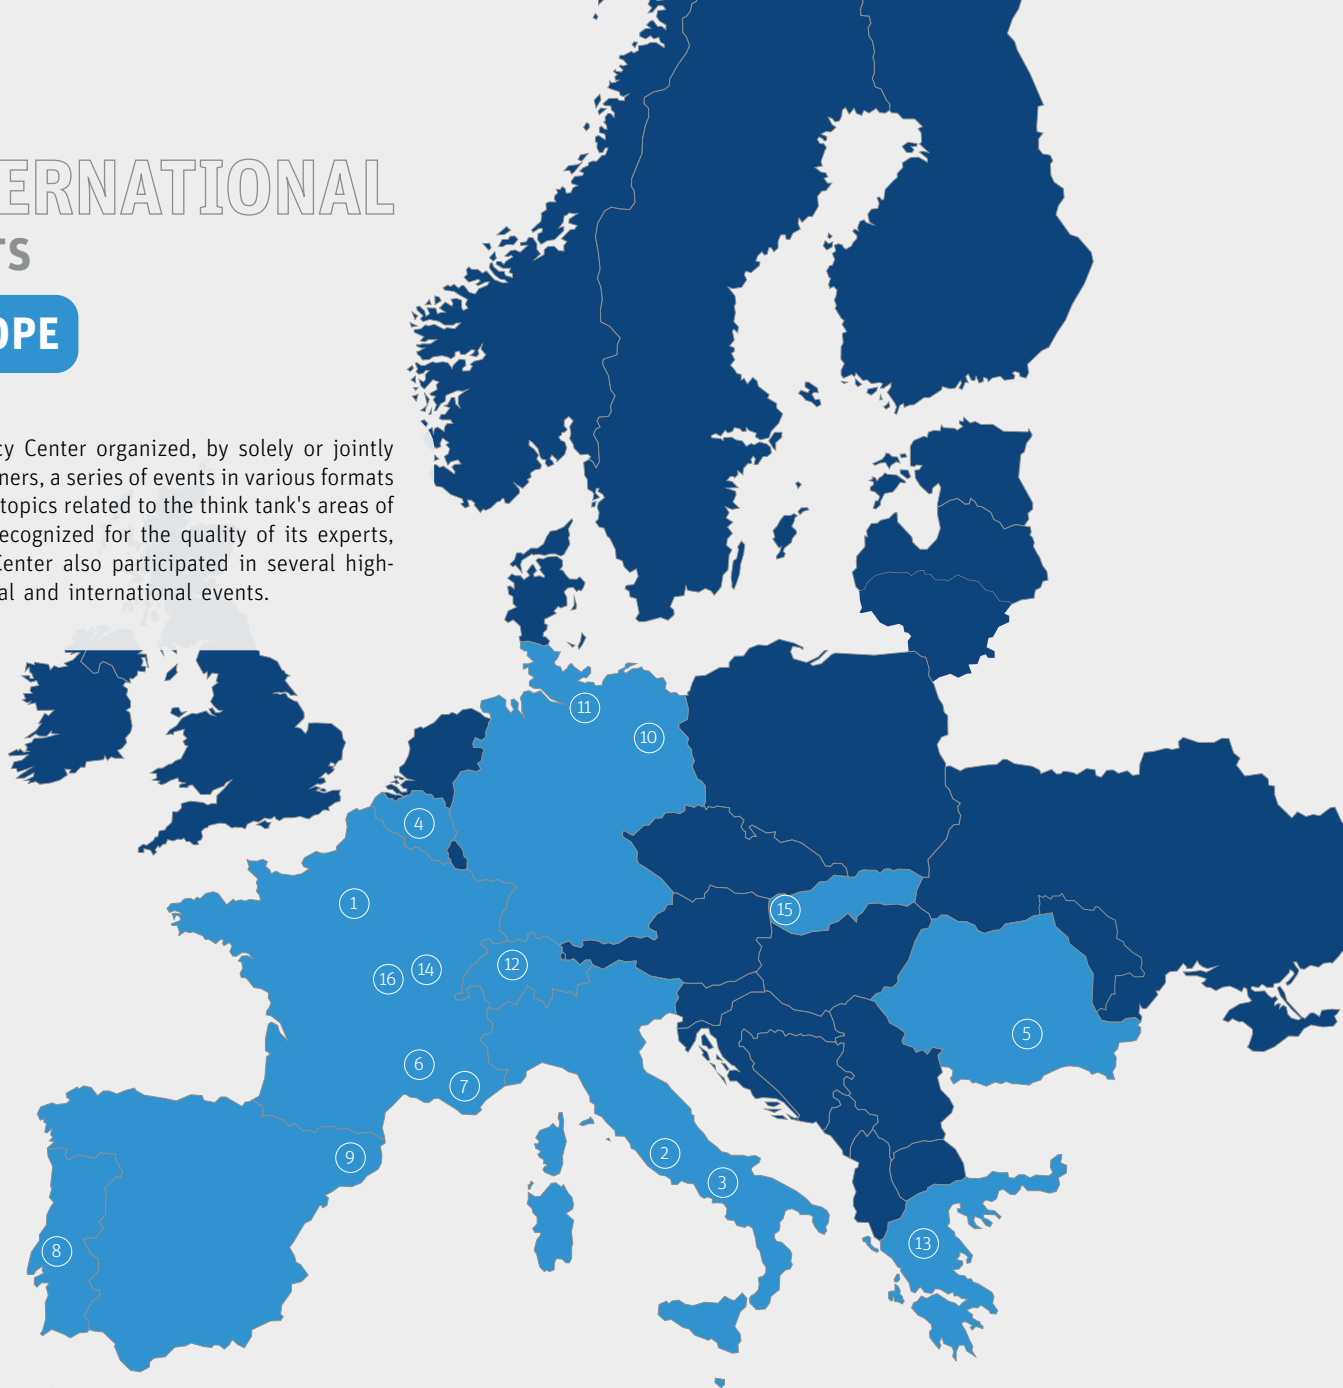 ERNATIONAL
TS
OPE
cy Center organized, by solely or jointly
ners, a series of events in various formats
topics related to the think tank's areas of
ecognized for the quality of its experts,
Center also participated in several high-
al and international events.
11
10
4
1
15
12
14
16
5
6
7
2
9
3
13
8